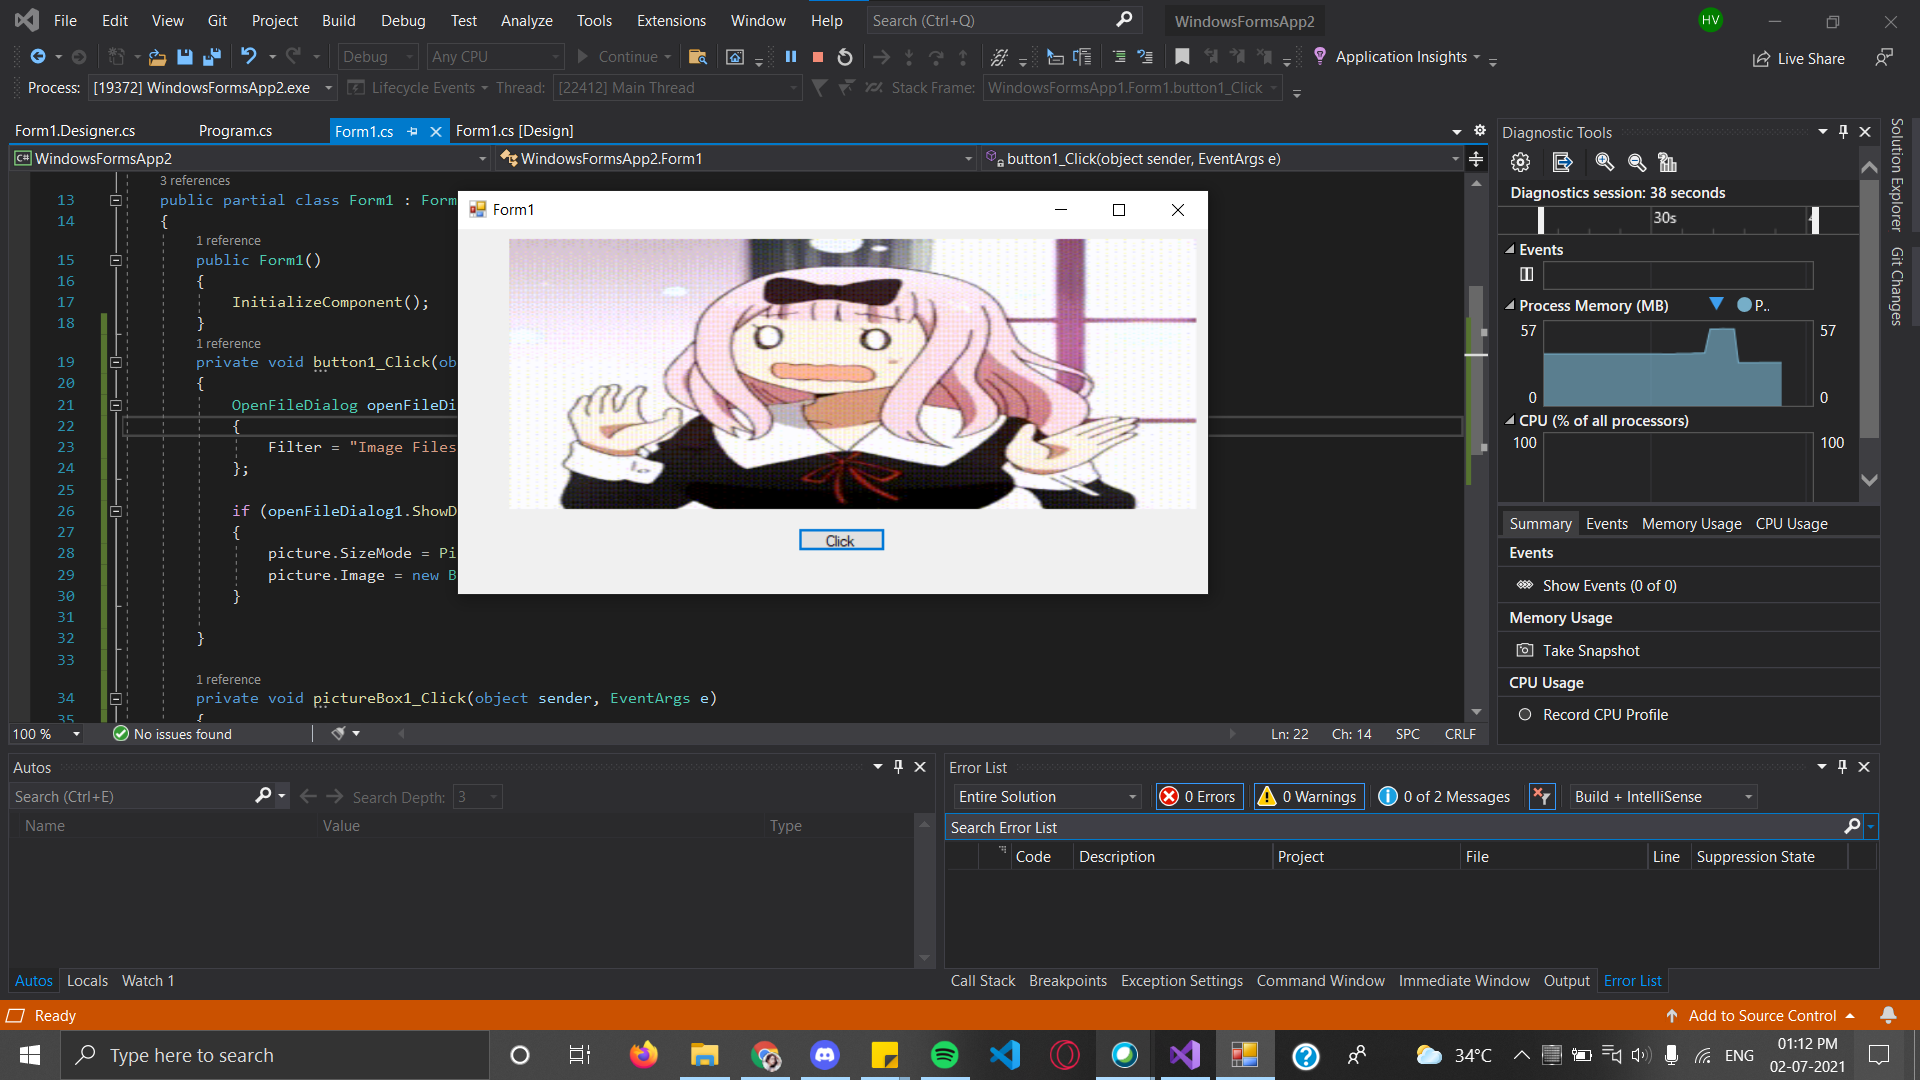 File Edit View Git Project Build Debug Test Analyze Tools Extensions Window Help Search (Ctrl+Q) WindowsFormsApp2 HV
Debug Any CPU Continue Application Insights Live Share
Process: [19372] WindowsFormsApp2.exe Lifecycle Events Thread: [22412] Main Thread Stack Frame: WindowsFormsApp1.Form1.button1_Click
Form1.Designer.cs Program.cs Form1.cs Form1.cs [Design]
C# WindowsFormsApp2 WindowsFormsApp2.Form1 button1_Click(object sender, EventArgs e)
3 references
13 public partial class Form1 : Form
14 {
1 reference
15 public Form1()
16 {
17 InitializeComponent();
18 }
1 reference
19 private void button1_Click(ob
20 {
21 OpenFileDialog openFileDi
22 {
23 Filter = "Image Files
24 };
25
26 if (openFileDialog1.ShowD
27 {
28 picture.SizeMode = Pi
29 picture.Image = new B
30 }
31
32 }
33
1 reference
34 private void pictureBox1_Click(object sender, EventArgs e)
35 {
100 % No issues found Ln: 22 Ch: 14 SPC CRLF
Form1
Click
Diagnostic Tools
Diagnostics session: 38 seconds
30s
Events
Process Memory (MB) P..
57 57
0 0
CPU (% of all processors)
100 100
Summary Events Memory Usage CPU Usage
Events
Show Events (0 of 0)
Memory Usage
Take Snapshot
CPU Usage
Record CPU Profile
Solution Explorer
Git Changes
Autos
Search (Ctrl+E) Search Depth: 3
Name Value Type
Autos Locals Watch 1
Error List
Entire Solution 0 Errors 0 Warnings 0 of 2 Messages Build + IntelliSense
Search Error List
Code Description Project File Line Suppression State
Call Stack Breakpoints Exception Settings Command Window Immediate Window Output Error List
Ready Add to Source Control
Type here to search 34°C ENG 01:12 PM
02-07-2021